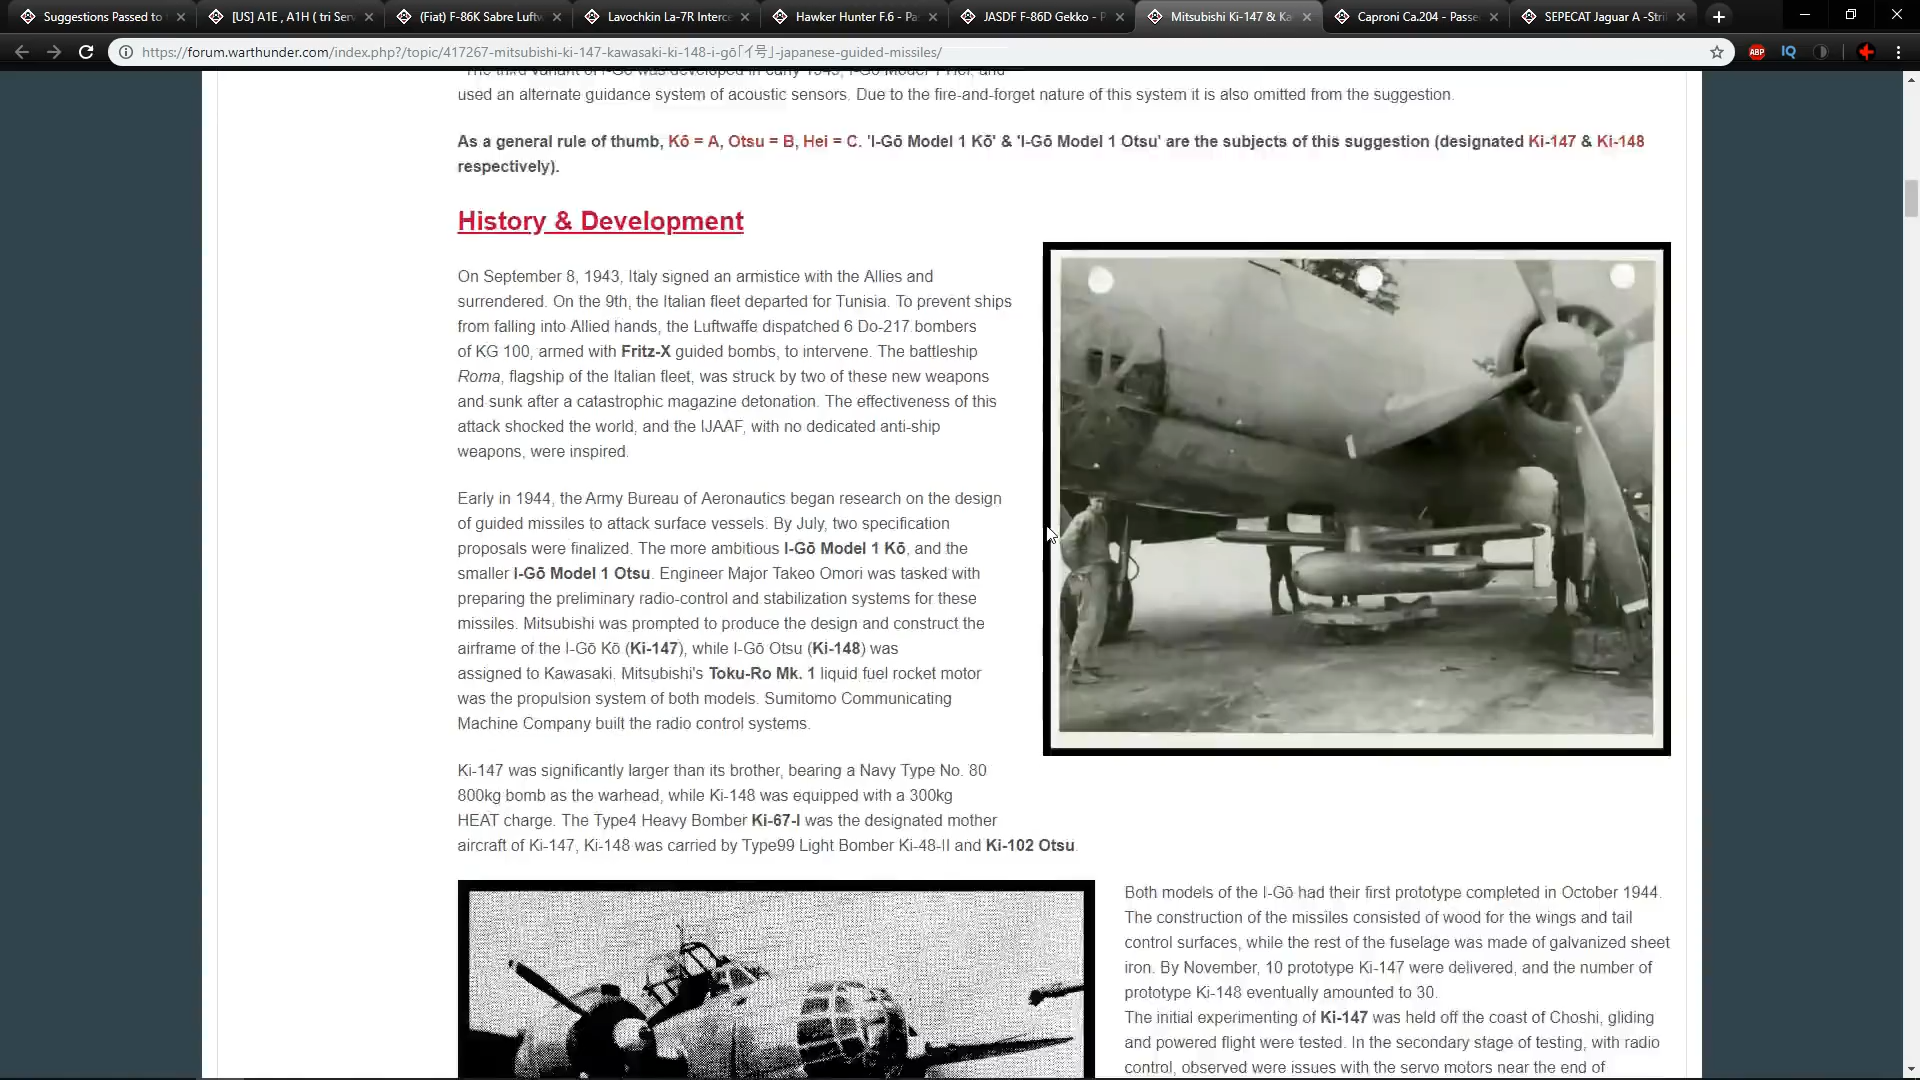 Suggestions Passed to
[US] A1E , A1H ( tri Ser
(Fiat) F-86K Sabre Luftw
Lavochkin La-7R Interce
Hawker Hunter F.6 - Pa
JASDF F-86D Gekko - P
Mitsubishi Ki-147 & Ka
Caproni Ca.204 - Passe
SEPECAT Jaguar A -Stri
https://forum.warthunder.com/index.php?/topic/417267-mitsubishi-ki-147-kawasaki-ki-148-i-gō「イ号」-japanese-guided-missiles/
ABP
IQ
The third variant of I-Gō was developed in early 1945, I-Gō Model 1 Hei, and
used an alternate guidance system of acoustic sensors. Due to the fire-and-forget nature of this system it is also omitted from the suggestion.
As a general rule of thumb, Kō = A, Otsu = B, Hei = C. 'I-Gō Model 1 Kō' & 'I-Gō Model 1 Otsu' are the subjects of this suggestion (designated Ki-147 & Ki-148
respectively).
History & Development
On September 8, 1943, Italy signed an armistice with the Allies and
surrendered. On the 9th, the Italian fleet departed for Tunisia. To prevent ships
from falling into Allied hands, the Luftwaffe dispatched 6 Do-217 bombers
of KG 100, armed with Fritz-X guided bombs, to intervene. The battleship
Roma, flagship of the Italian fleet, was struck by two of these new weapons
and sunk after a catastrophic magazine detonation. The effectiveness of this
attack shocked the world, and the IJAAF, with no dedicated anti-ship
weapons, were inspired.
Early in 1944, the Army Bureau of Aeronautics began research on the design
of guided missiles to attack surface vessels. By July, two specification
proposals were finalized. The more ambitious I-Gō Model 1 Kō, and the
smaller I-Gō Model 1 Otsu. Engineer Major Takeo Omori was tasked with
preparing the preliminary radio-control and stabilization systems for these
missiles. Mitsubishi was prompted to produce the design and construct the
airframe of the I-Gō Kō (Ki-147), while I-Gō Otsu (Ki-148) was
assigned to Kawasaki. Mitsubishi's Toku-Ro Mk. 1 liquid fuel rocket motor
was the propulsion system of both models. Sumitomo Communicating
Machine Company built the radio control systems.
Ki-147 was significantly larger than its brother, bearing a Navy Type No. 80
800kg bomb as the warhead, while Ki-148 was equipped with a 300kg
HEAT charge. The Type4 Heavy Bomber Ki-67-I was the designated mother
aircraft of Ki-147, Ki-148 was carried by Type99 Light Bomber Ki-48-II and Ki-102 Otsu.
Both models of the I-Gō had their first prototype completed in October 1944.
The construction of the missiles consisted of wood for the wings and tail
control surfaces, while the rest of the fuselage was made of galvanized sheet
iron. By November, 10 prototype Ki-147 were delivered, and the number of
prototype Ki-148 eventually amounted to 30.
The initial experimenting of Ki-147 was held off the coast of Choshi, gliding
and powered flight were tested. In the secondary stage of testing, with radio
control, observed were issues with the servo motors near the end of